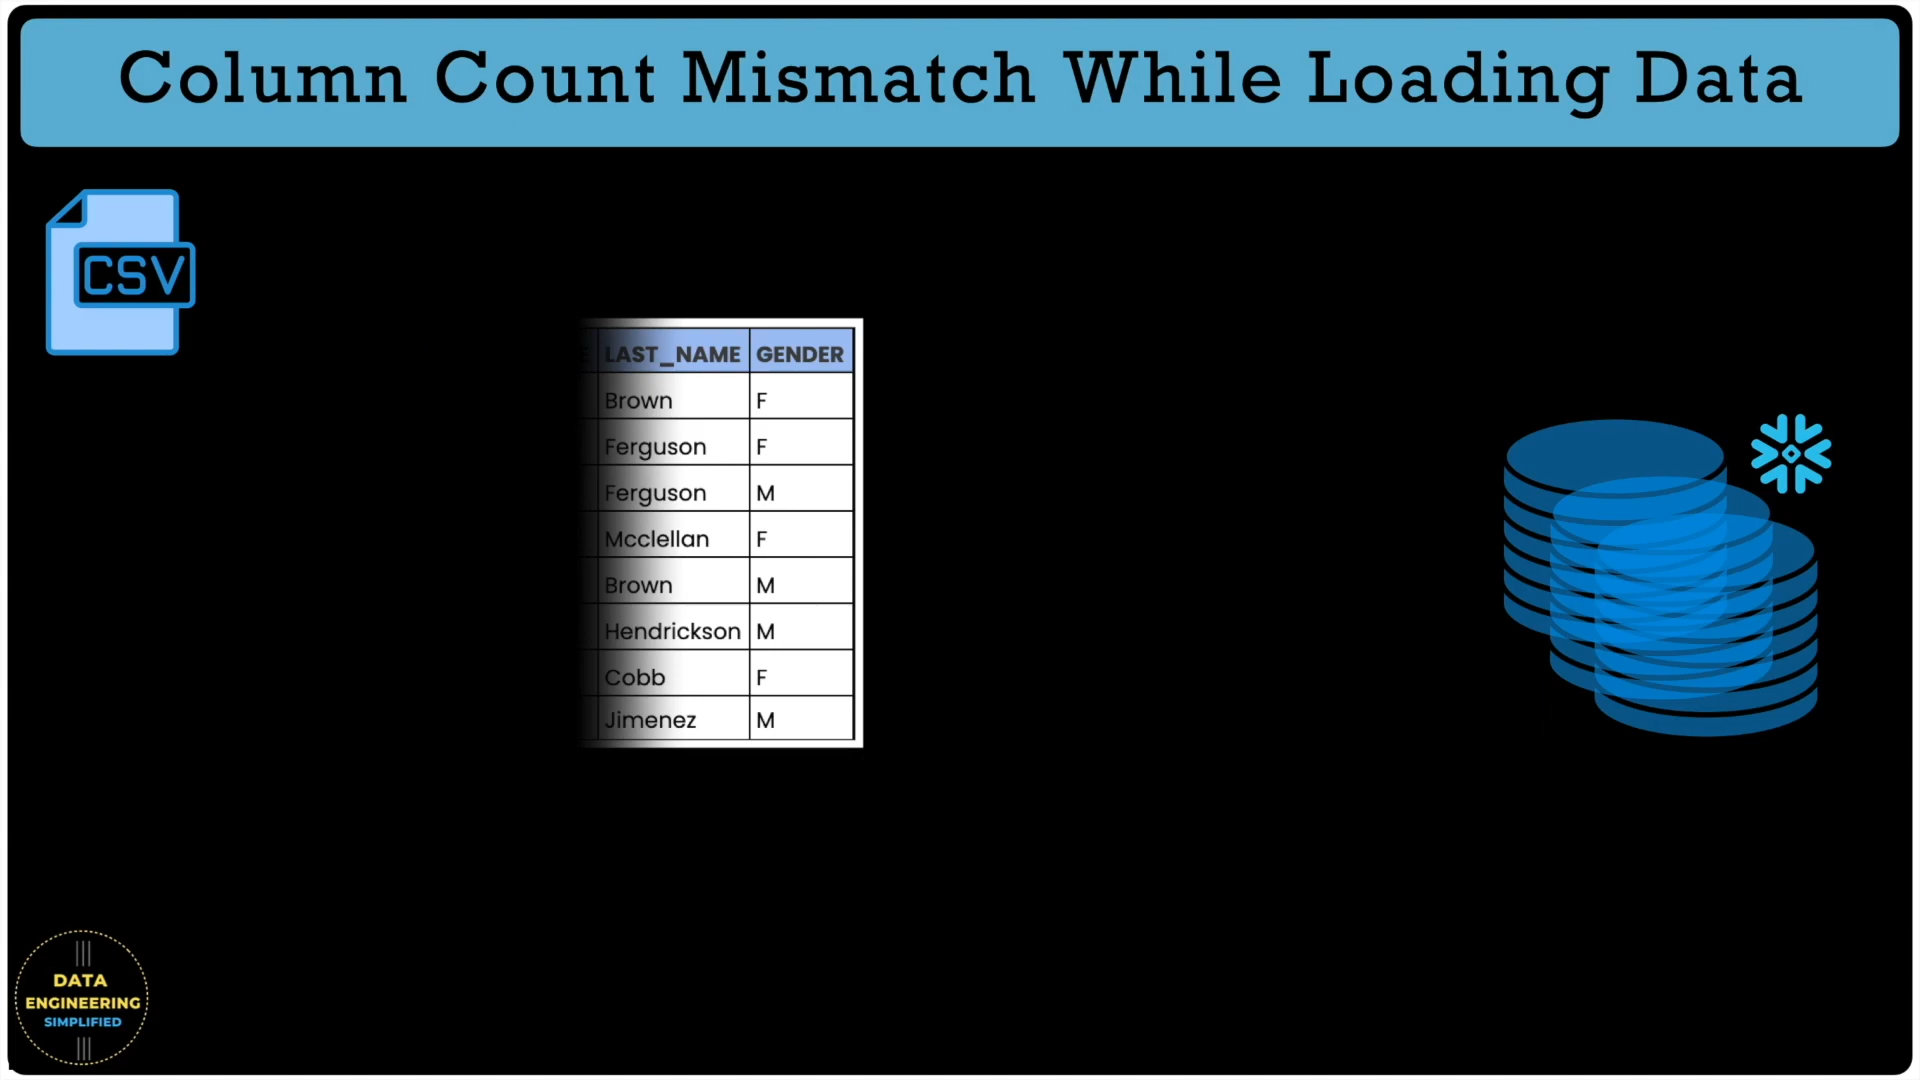 Column Count Mismatch While Loading Data
CSV
LAST_NAME GENDER
Brown F
Ferguson F
Ferguson M
Mcclellan F
Brown M
Hendrickson M
Cobb F
Jimenez M
DATA
ENGINEERING
SIMPLIFIED